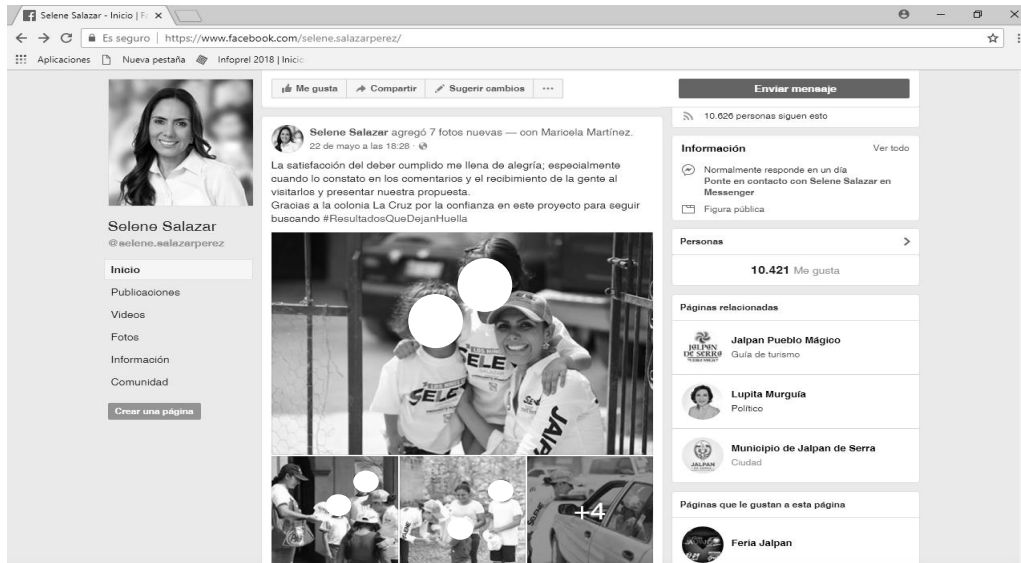 Selene Salazar - Inicio | F
Es seguro | https://www.facebook.com/selene.salazarperez/
Aplicaciones Nueva pestaña Infoprel 2018 | Inicio
Me gusta Compartir Sugerir cambios ...
Enviar mensaje
10.626 personas siguen esto
Selene Salazar agregó 7 fotos nuevas — con Maricela Martínez.
22 de mayo a las 18:28 ·
La satisfacción del deber cumplido me llena de alegría; especialmente
cuando lo constato en los comentarios y el recibimiento de la gente al
visitarlos y presentar nuestra propuesta.
Gracias a la colonia La Cruz por la confianza en este proyecto para seguir
buscando #ResultadosQueDejanHuella
Selene Salazar
@selene.salazarperez
Inicio
Publicaciones
Videos
Fotos
Información
Comunidad
Crear una página
SELE
SELE
JALPA
+4
Información Ver todo
Normalmente responde en un día
Ponte en contacto con Selene Salazar en
Messenger
Figura pública
Personas
10.421 Me gusta
Páginas relacionadas
JALPAN
DE SERRA
Jalpan Pueblo Mágico
Guía de turismo
Lupita Murguía
Político
JALPAN
Municipio de Jalpan de Serra
Ciudad
Páginas que le gustan a esta página
Feria Jalpan